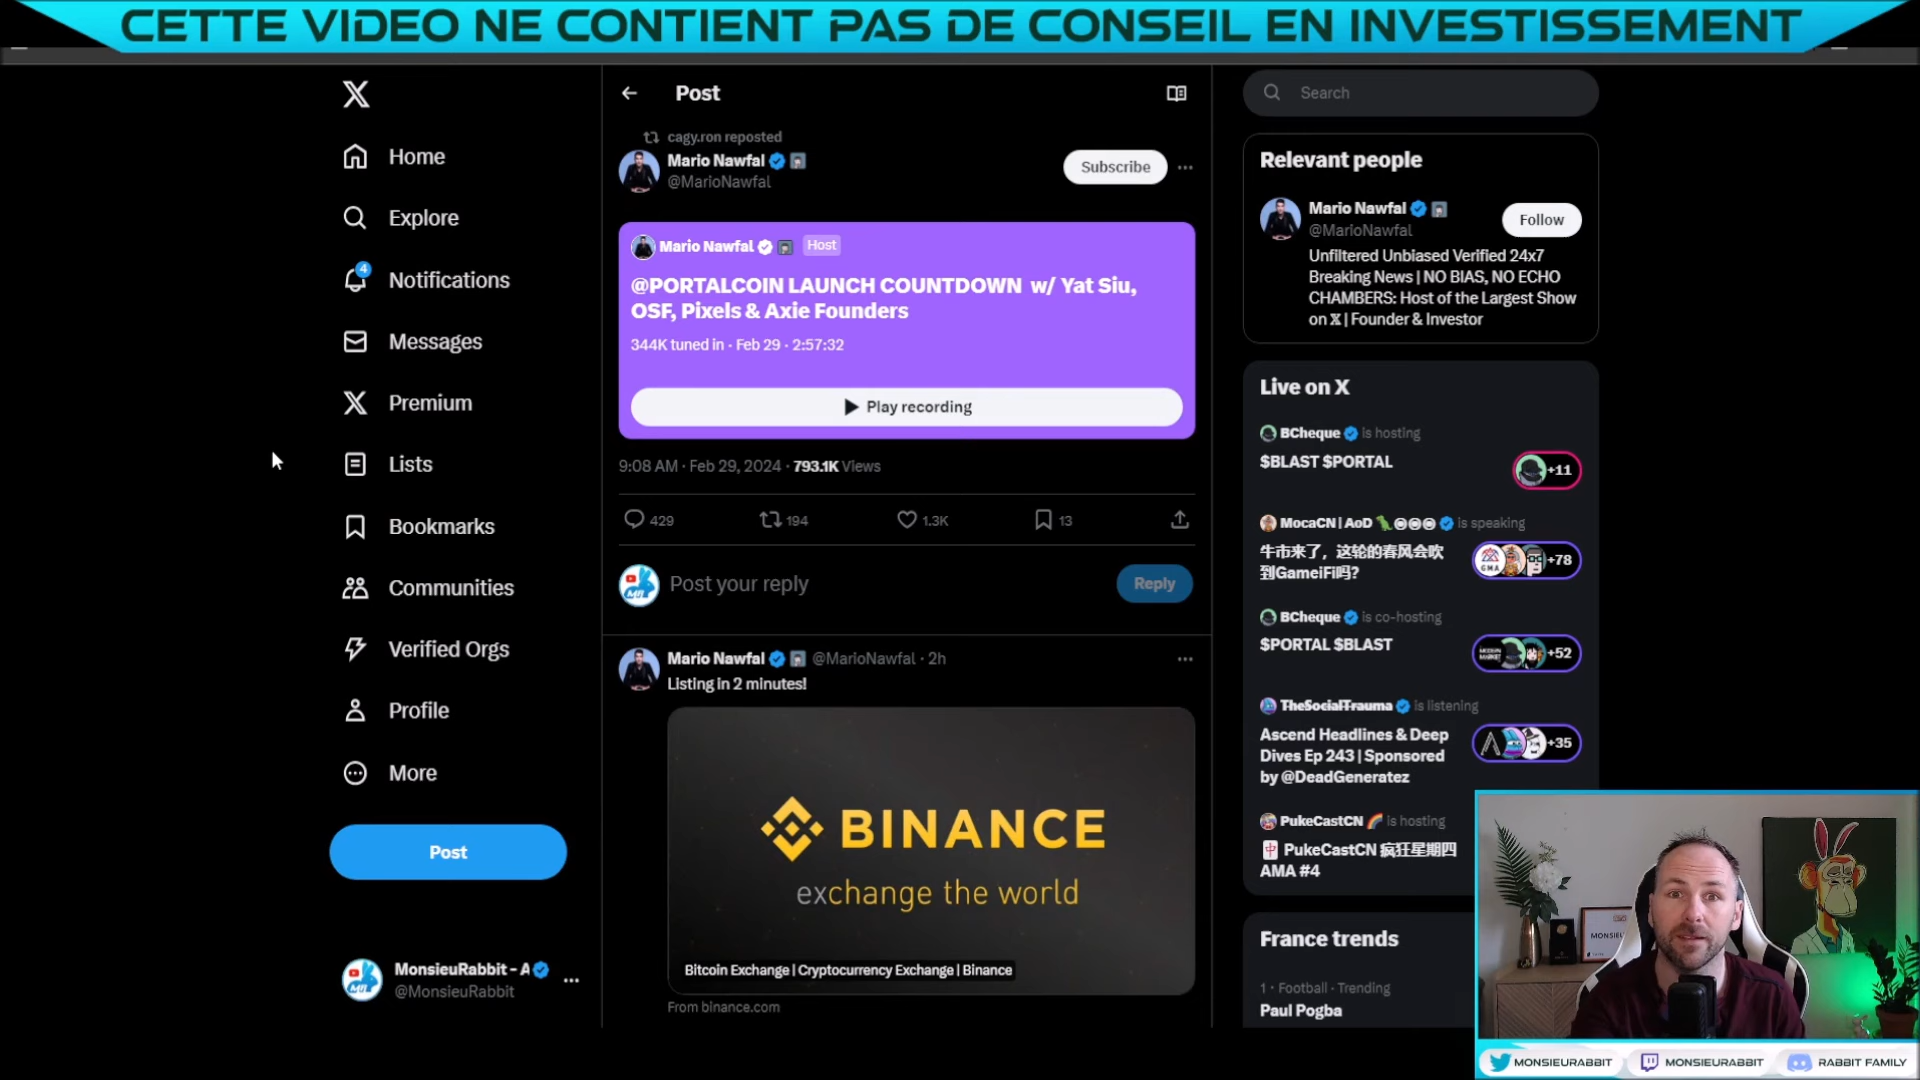 CETTE VIDEO NE CONTIENT PAS DE CONSEIL EN INVESTISSEMENT
Home
Explore
4
Notifications
Messages
Premium
Lists
Bookmarks
Communities
Verified Orgs
Profile
More
Post
MonsieuRabbit - A
@MonsieuRabbit
Post
cagy.ron reposted
Mario Nawfal
@MarioNawfal
Subscribe
Mario Nawfal Host
@PORTALCOIN LAUNCH COUNTDOWN w/ Yat Siu,
OSF, Pixels & Axie Founders
344K tuned in · Feb 29 · 2:57:32
Play recording
9:08 AM · Feb 29, 2024 · 793.1K Views
429 194 1.3K 13
Post your reply
Reply
Mario Nawfal @MarioNawfal · 2h
Listing in 2 minutes!
BINANCE
exchange the world
Bitcoin Exchange | Cryptocurrency Exchange | Binance
From binance.com
Search
Relevant people
Mario Nawfal
@MarioNawfal
Follow
Unfiltered Unbiased Verified 24x7
Breaking News | NO BIAS, NO ECHO
CHAMBERS: Host of the Largest Show
on 𝕏 | Founder & Investor
Live on X
BCheque is hosting
$BLAST $PORTAL
+11
MocaCN | AoD is speaking
牛市来了，这轮的春风会吹
到GameiFi吗?
GMA
+78
BCheque is co-hosting
$PORTAL $BLAST
+52
TheSocialTrauma is listening
Ascend Headlines & Deep
Dives Ep 243 | Sponsored
by @DeadGeneratez
+35
PukeCastCN is hosting
🀄 PukeCastCN 疯狂星期四
AMA #4
France trends
1 · Football · Trending
Paul Pogba
MONSIEURABBIT MONSIEURABBIT RABBIT FAMILY